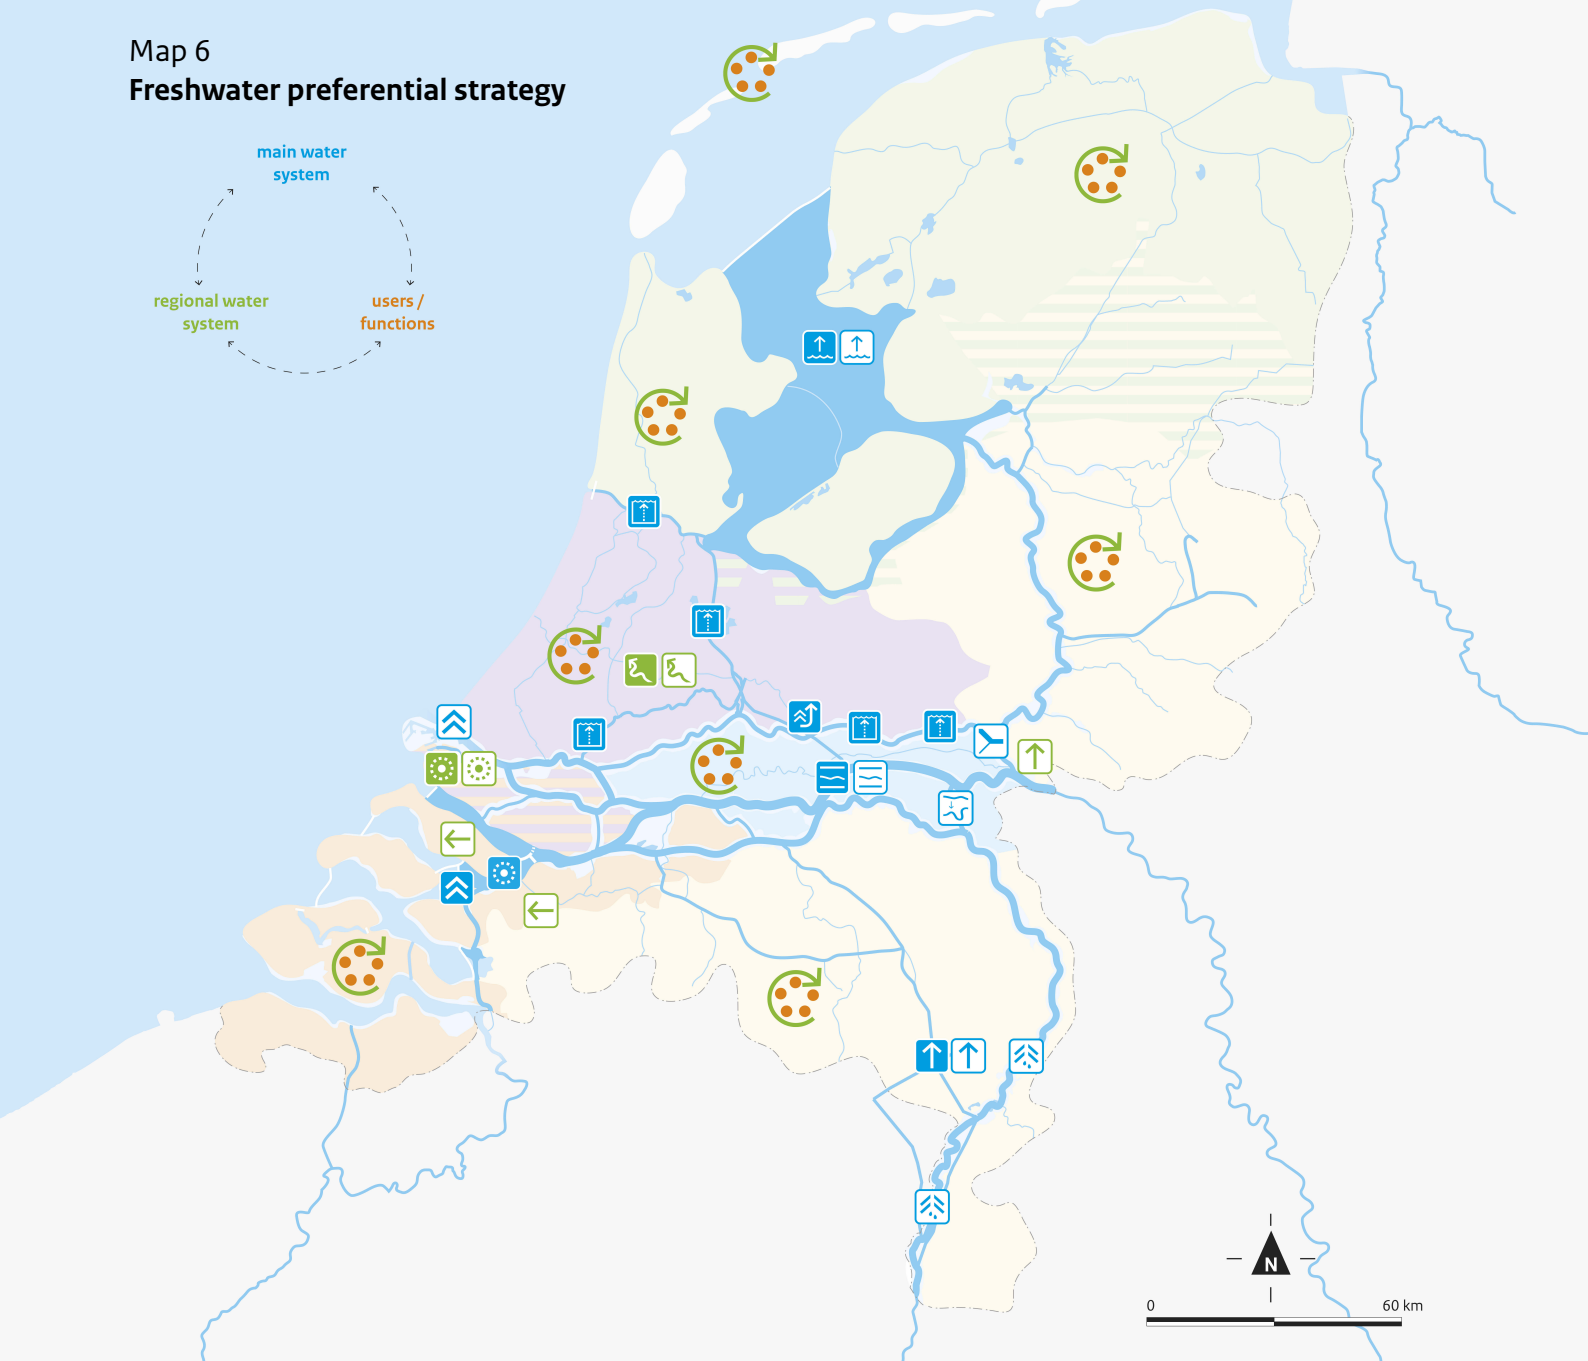 Map 6
Freshwater preferential strategy
main water
system
regional water
system
users /
functions
N
0
60 km